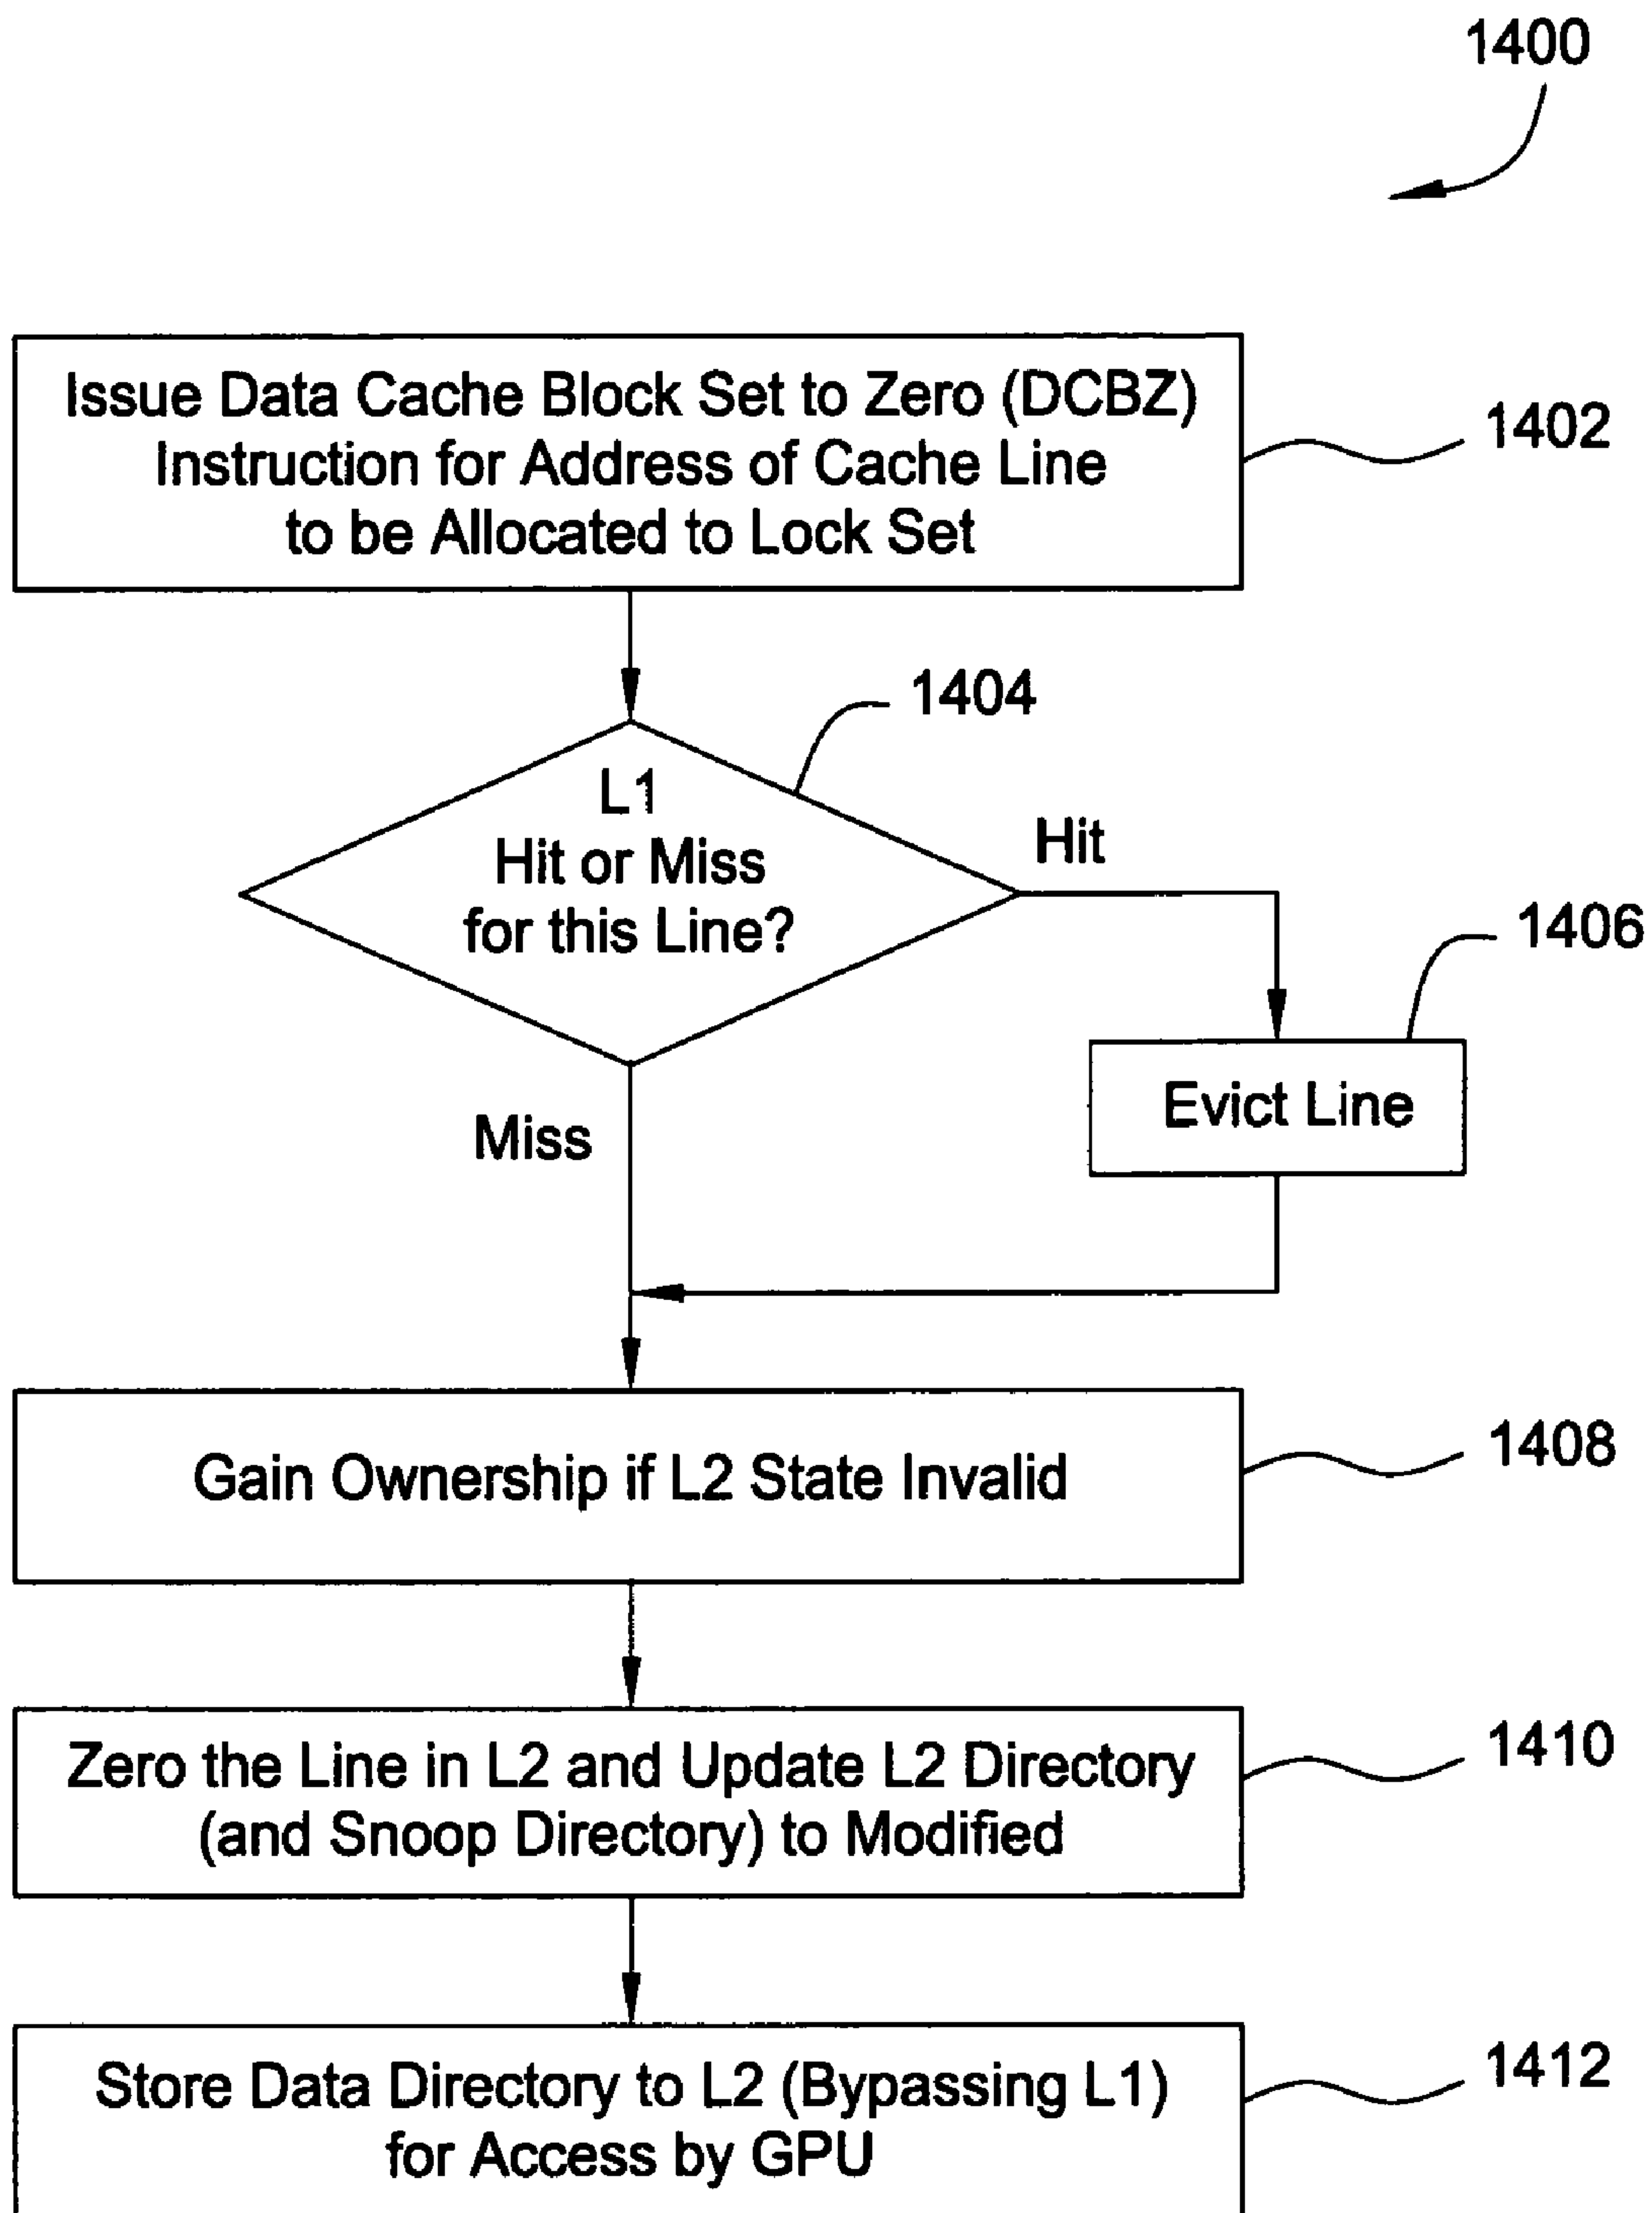 1400
Issue Data Cache Block Set to Zero (DCBZ)
Instruction for Address of Cache Line
to be Allocated to Lock Set
1402
1404
L1
Hit or Miss
for this Line?
Hit
1406
Evict Line
Miss
Gain Ownership if L2 State Invalid
1408
Zero the Line in L2 and Update L2 Directory
(and Snoop Directory) to Modified
1410
Store Data Directory to L2 (Bypassing L1)
for Access by GPU
1412